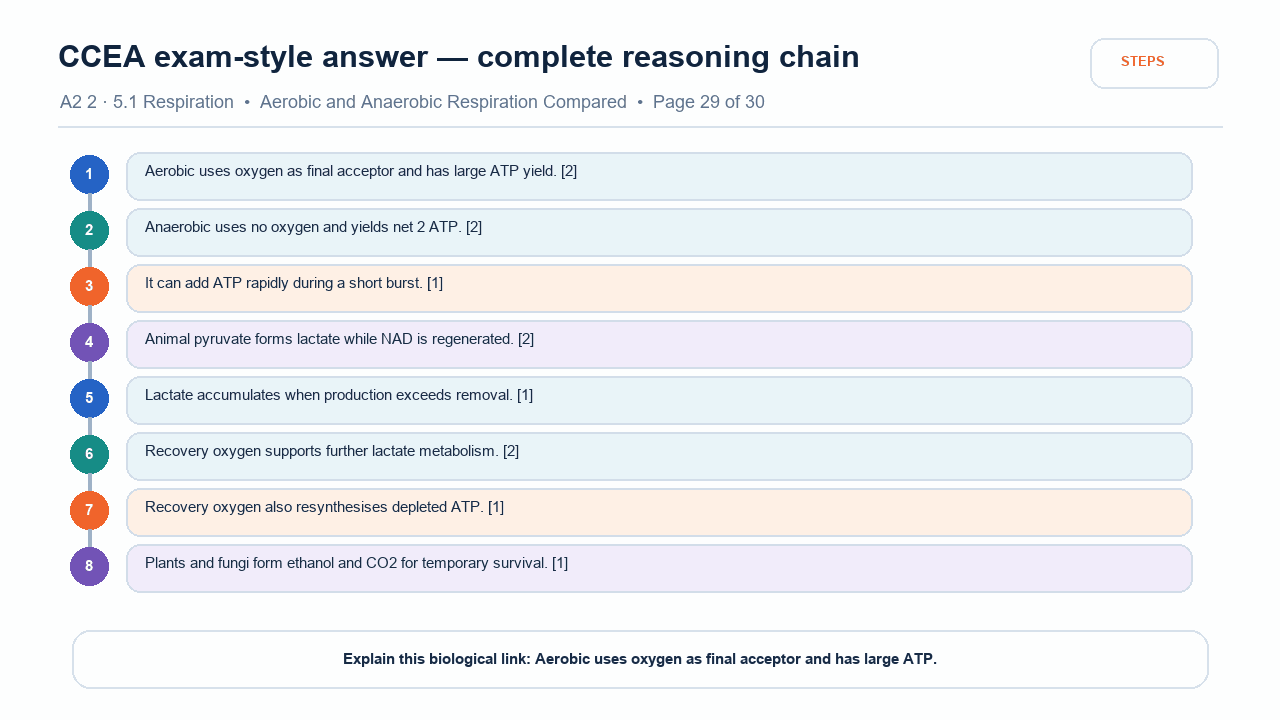 CCEA exam-style answer — complete reasoning chain
STEPS
A2 2 · 5.1 Respiration • Aerobic and Anaerobic Respiration Compared • Page 29 of 30
1 Aerobic uses oxygen as final acceptor and has large ATP yield. [2]
2 Anaerobic uses no oxygen and yields net 2 ATP. [2]
3 It can add ATP rapidly during a short burst. [1]
4 Animal pyruvate forms lactate while NAD is regenerated. [2]
5 Lactate accumulates when production exceeds removal. [1]
6 Recovery oxygen supports further lactate metabolism. [2]
7 Recovery oxygen also resynthesises depleted ATP. [1]
8 Plants and fungi form ethanol and CO2 for temporary survival. [1]
Explain this biological link: Aerobic uses oxygen as final acceptor and has large ATP.